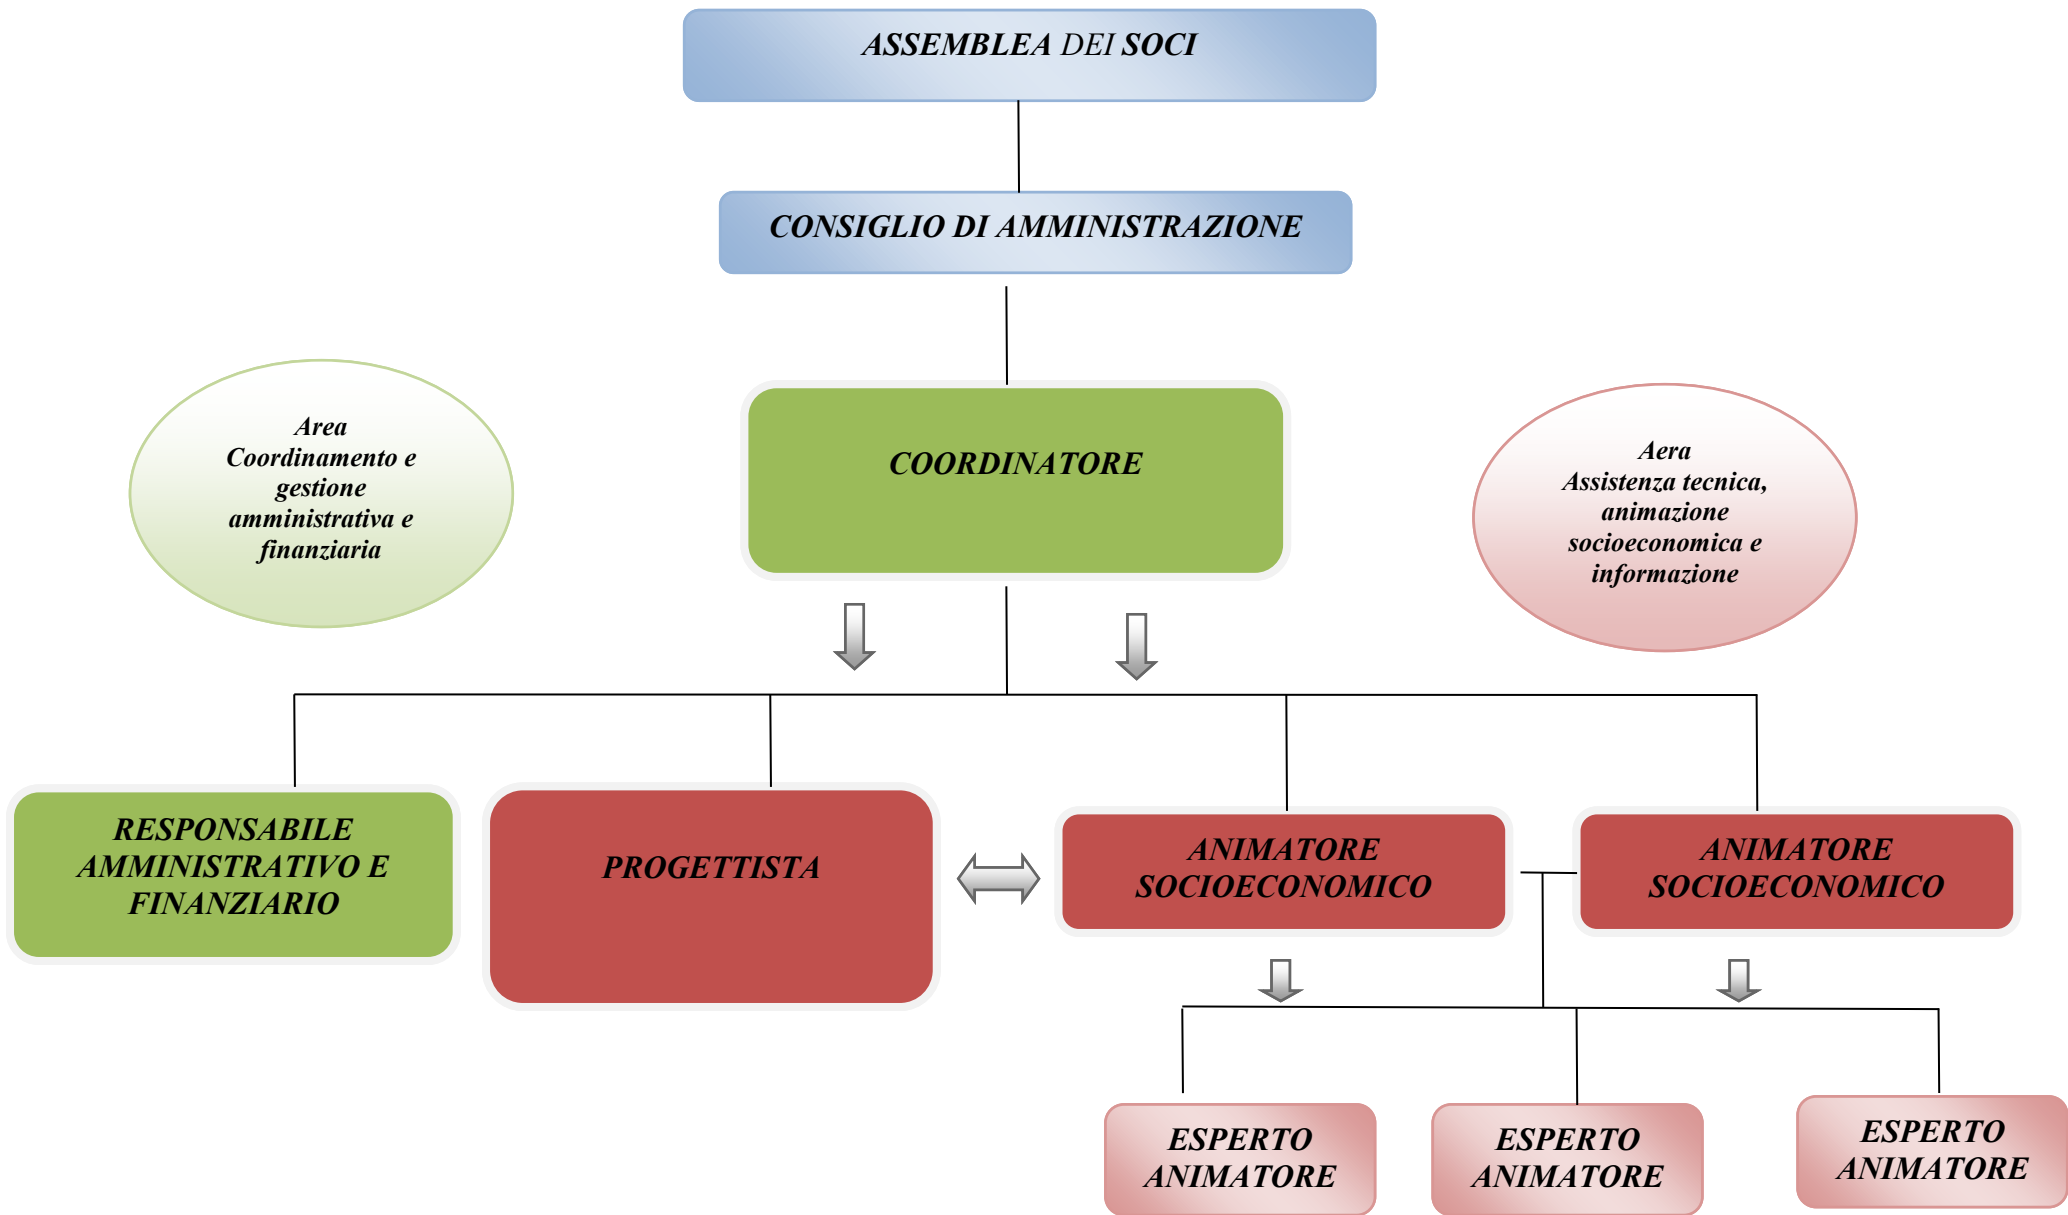 ASSEMBLEA DEI SOCI
CONSIGLIO DI AMMINISTRAZIONE
Area
Coordinamento e
gestione
amministrativa e
finanziaria
COORDINATORE
Aera
Assistenza tecnica,
animazione
socioeconomica e
informazione
RESPONSABILE
AMMINISTRATIVO E
FINANZIARIO
PROGETTISTA
ANIMATORE
SOCIOECONOMICO
ANIMATORE
SOCIOECONOMICO
ESPERTO
ANIMATORE
ESPERTO
ANIMATORE
ESPERTO
ANIMATORE